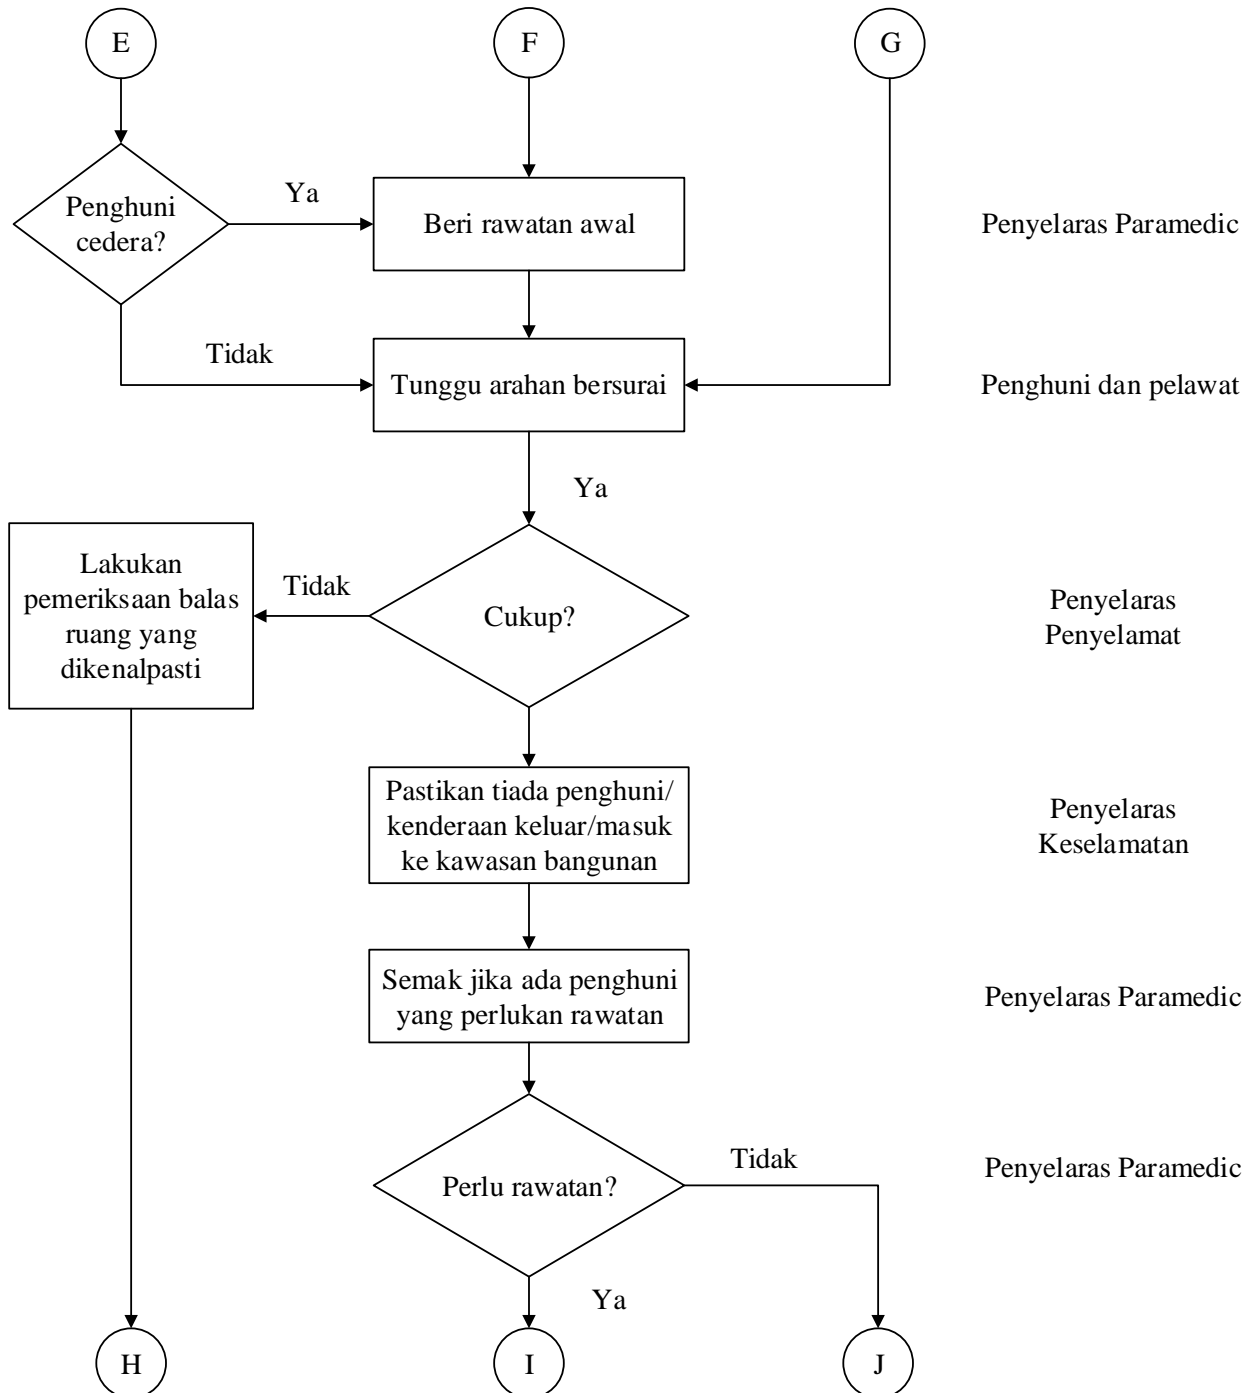 E
F
G
Penghuni
cedera?
Ya
Beri rawatan awal
Penyelaras Paramedic
Tidak
Tunggu arahan bersurai
Penghuni dan pelawat
Ya
Lakukan
pemeriksaan balas
ruang yang
dikenalpasti
Tidak
Cukup?
Penyelaras
Penyelamat
Pastikan tiada penghuni/
kenderaan keluar/masuk
ke kawasan bangunan
Penyelaras
Keselamatan
Semak jika ada penghuni
yang perlukan rawatan
Penyelaras Paramedic
Perlu rawatan?
Tidak
Penyelaras Paramedic
Ya
H
I
J